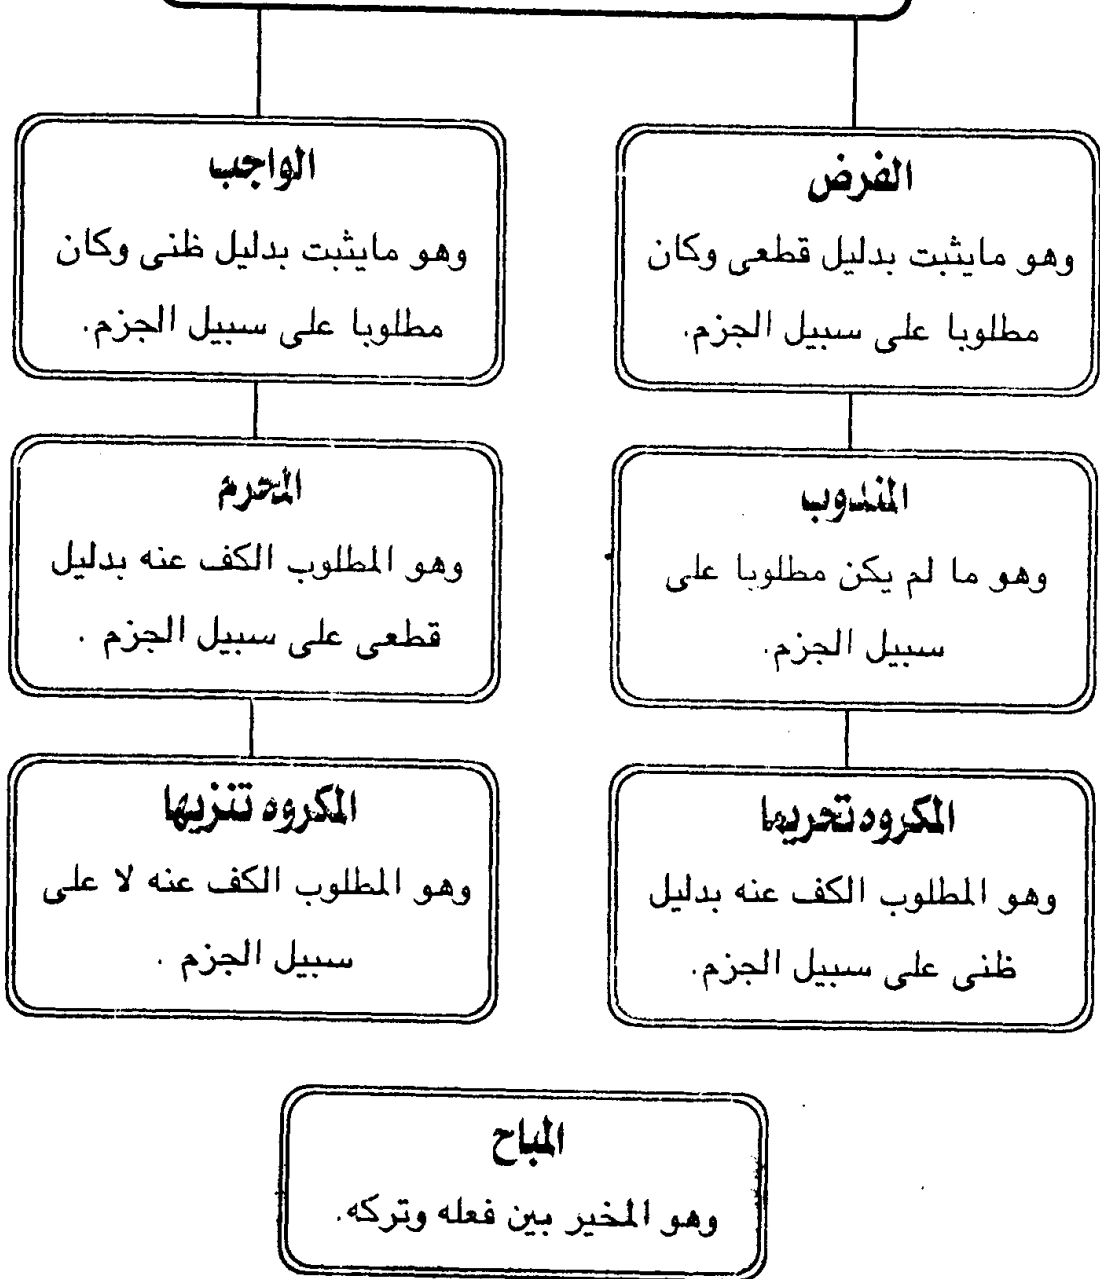 الفرض
وهو مايثبت بدليل قطعى وكان
مطلوبا على سبيل الجزم.
الواجب
وهو مايثبت بدليل ظنى وكان
مطلوبا على سبيل الجزم.
المندوب
وهو ما لم يكن مطلوبا على
سبيل الجزم.
المحرم
وهو المطلوب الكف عنه بدليل
قطعى على سبيل الجزم .
المكروه تحريما
وهو المطلوب الكف عنه بدليل
ظنى على سبيل الجزم.
المكروه تنزيها
وهو المطلوب الكف عنه لا على
سبيل الجزم .
المباح
وهو المخير بين فعله وتركه.